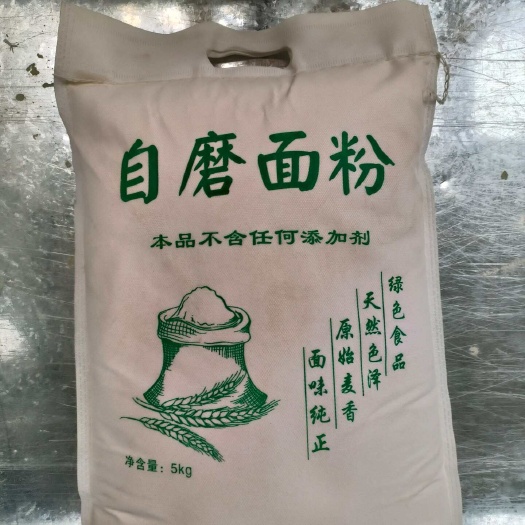 自磨面粉
本品不含任何添加剂
绿色食品
天然色泽
原始麦香
面味纯正
净含量：5kg